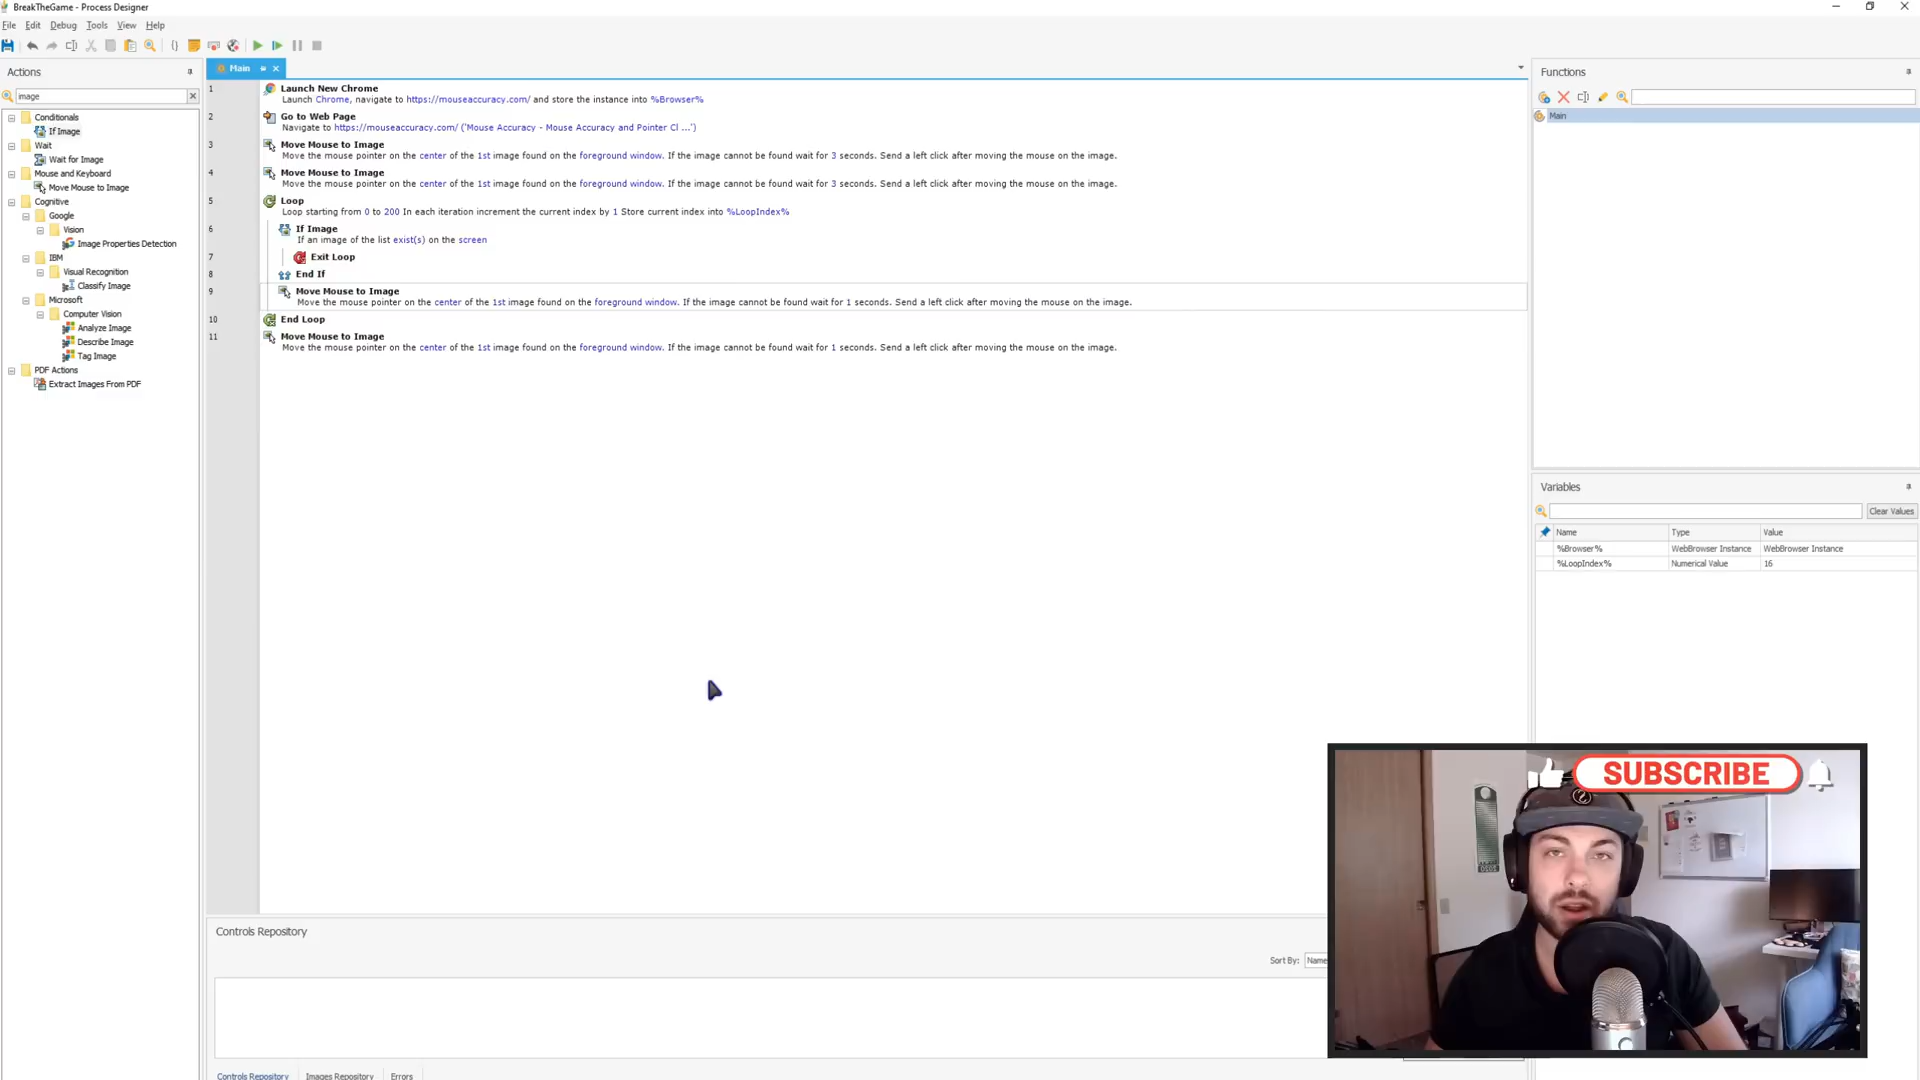 BreakTheGame - Process Designer
File Edit Debug Tools View Help
Actions
image
Conditionals
If Image
Wait
Wait for Image
Mouse and Keyboard
Move Mouse to Image
Cognitive
Google
Vision
Image Properties Detection
IBM
Visual Recognition
Classify Image
Microsoft
Computer Vision
Analyze Image
Describe Image
Tag Image
PDF Actions
Extract Images From PDF
Main
1 Launch New Chrome
Launch Chrome, navigate to https://mouseaccuracy.com/ and store the instance into %Browser%
2 Go to Web Page
Navigate to https://mouseaccuracy.com/ ('Mouse Accuracy - Mouse Accuracy and Pointer Cl ...')
3 Move Mouse to Image
Move the mouse pointer on the center of the 1st image found on the foreground window. If the image cannot be found wait for 3 seconds. Send a left click after moving the mouse on the image.
4 Move Mouse to Image
Move the mouse pointer on the center of the 1st image found on the foreground window. If the image cannot be found wait for 3 seconds. Send a left click after moving the mouse on the image.
5 Loop
Loop starting from 0 to 200 In each iteration increment the current index by 1 Store current index into %LoopIndex%
6 If Image
If an image of the list exist(s) on the screen
7 Exit Loop
8 End If
9 Move Mouse to Image
Move the mouse pointer on the center of the 1st image found on the foreground window. If the image cannot be found wait for 1 seconds. Send a left click after moving the mouse on the image.
10 End Loop
11 Move Mouse to Image
Move the mouse pointer on the center of the 1st image found on the foreground window. If the image cannot be found wait for 1 seconds. Send a left click after moving the mouse on the image.
Functions
Main
Variables
Clear Values
Name Type Value
%Browser% WebBrowser Instance WebBrowser Instance
%LoopIndex% Numerical Value 16
SUBSCRIBE
Controls Repository
Sort By: Name
Controls Repository Images Repository Errors